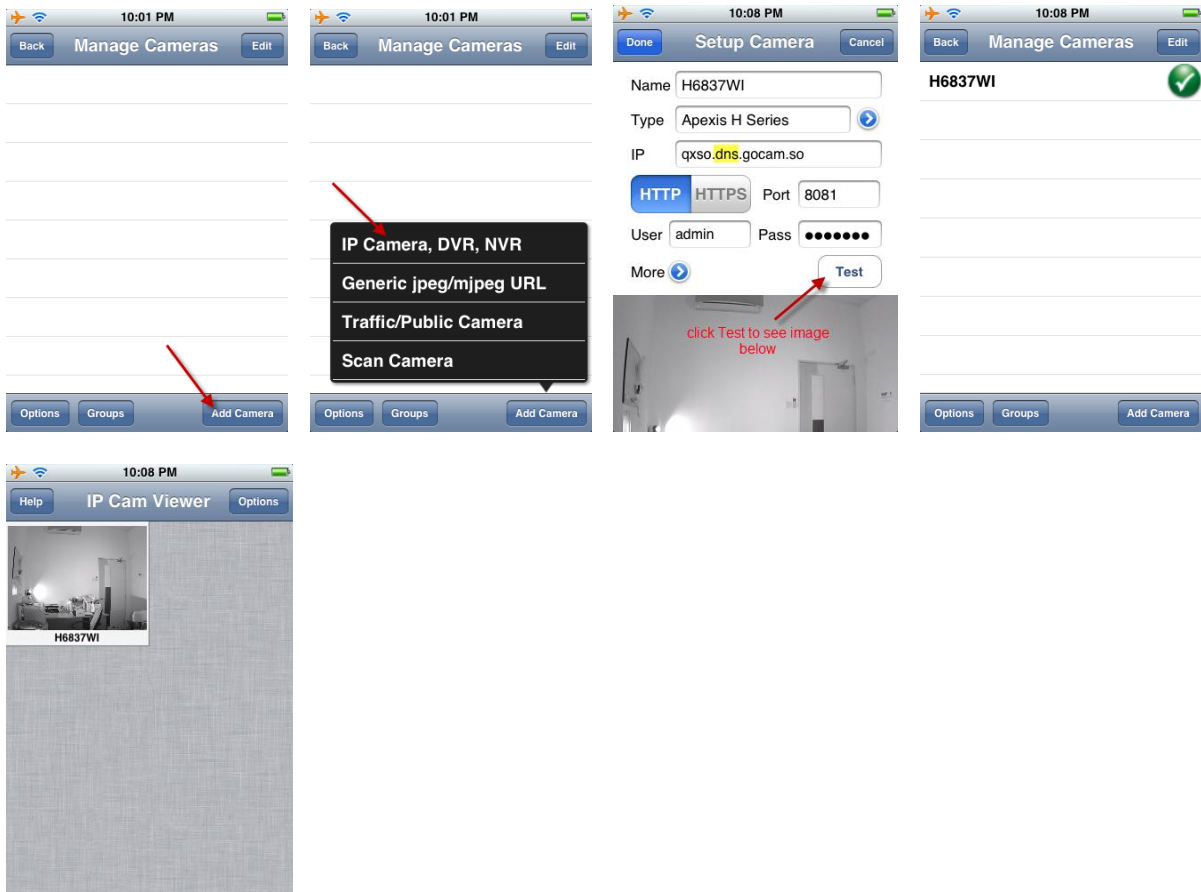 10:01 PM
Back Manage Cameras Edit
Options Groups Add Camera
10:01 PM
Back Manage Cameras Edit
IP Camera, DVR, NVR
Generic jpeg/mjpeg URL
Traffic/Public Camera
Scan Camera
Options Groups Add Camera
10:08 PM
Done Setup Camera Cancel
Name H6837WI
Type Apexis H Series
IP qxso.dns.gocam.so
HTTP HTTPS Port 8081
User admin Pass ●●●●●●●
More Test
click Test to see image
below
10:08 PM
Back Manage Cameras Edit
H6837WI
Options Groups Add Camera
10:08 PM
Help IP Cam Viewer Options
H6837WI